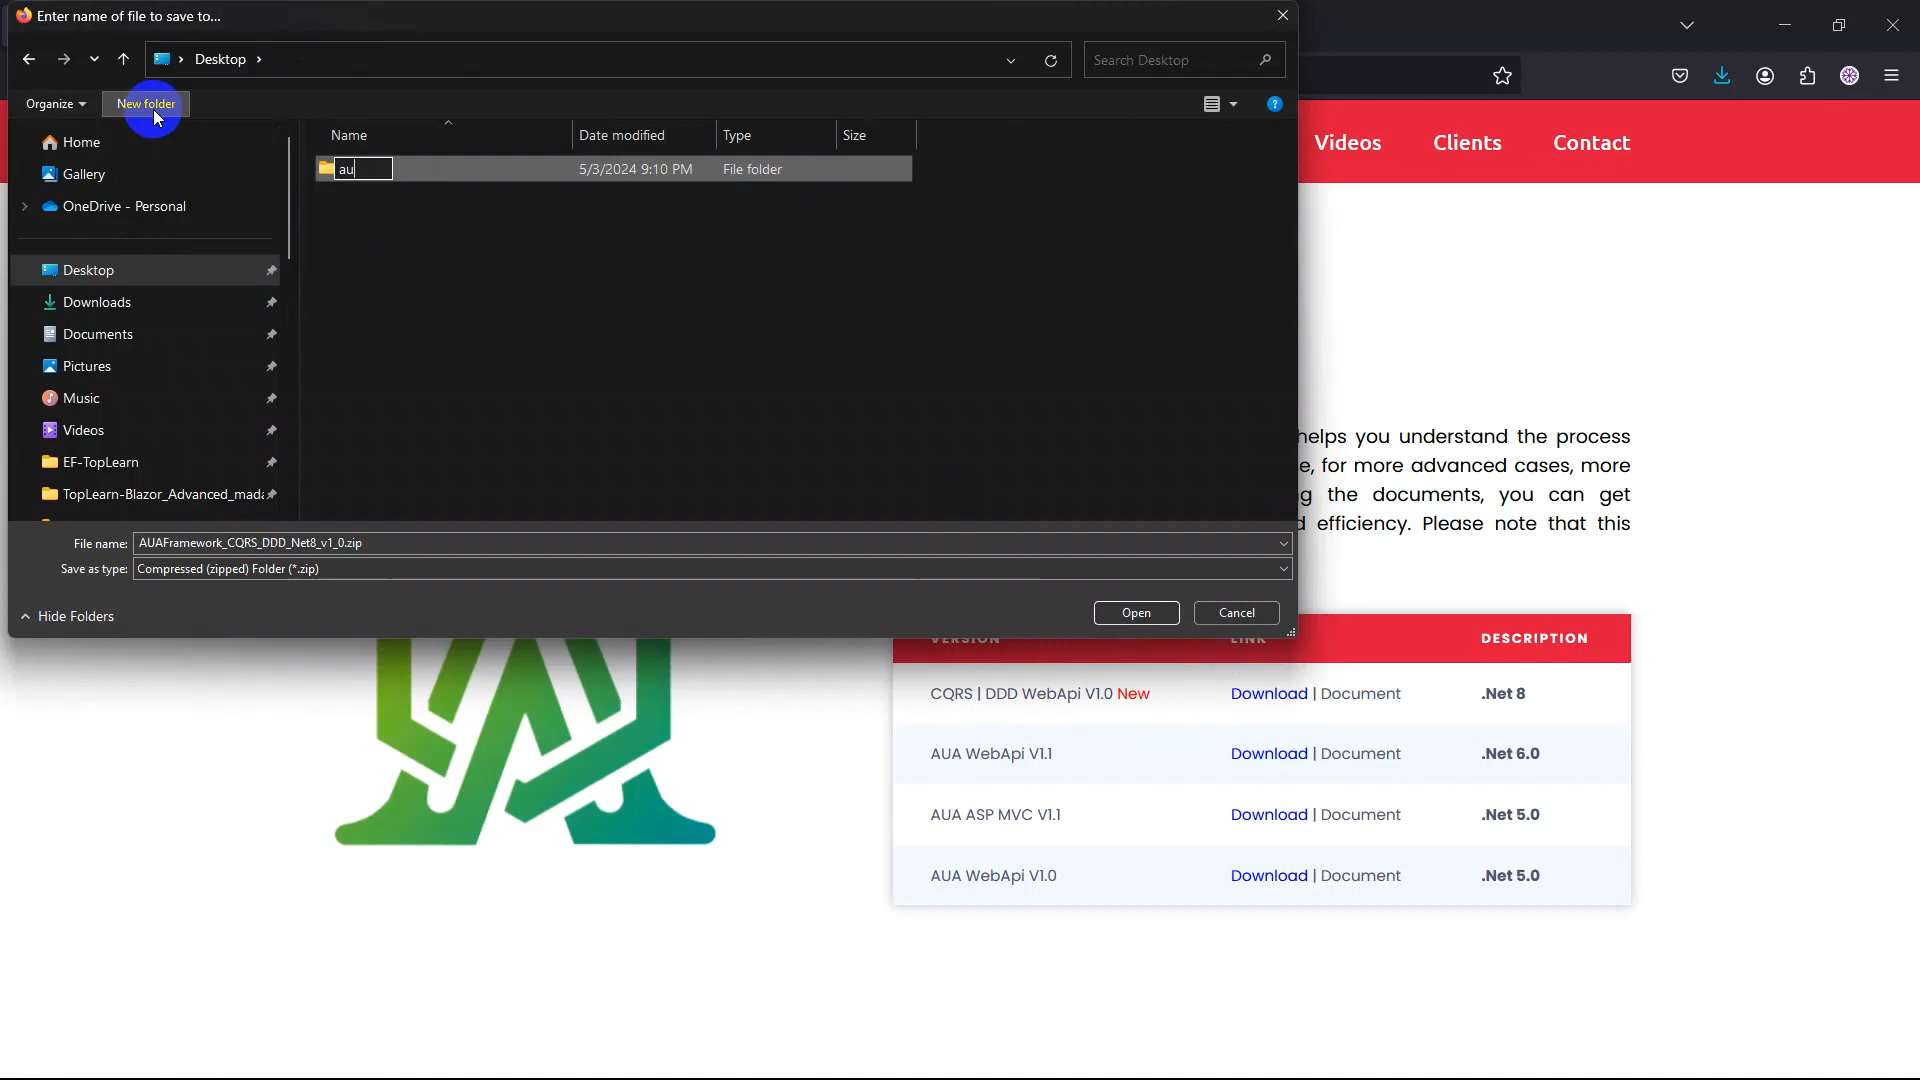 Enter name of file to save to...
Desktop
Search Desktop
Organize
New folder
Home
Gallery
OneDrive - Personal
Desktop
Downloads
Documents
Pictures
Music
Videos
EF-TopLearn
TopLearn-Blazor_Advanced_mada
Name
Date modified
Type
Size
au
5/3/2024 9:10 PM
File folder
File name: AUAFramework_CQRS_DDD_Net8_v1_0.zip
Save as type: Compressed (zipped) Folder (*.zip)
Hide Folders
Open
Cancel
Videos
Clients
Contact
helps you understand the process
e, for more advanced cases, more
g the documents, you can get
d efficiency. Please note that this
VERSION LINK DESCRIPTION
CQRS | DDD WebApi V1.0 New Download | Document .Net 8
AUA WebApi V1.1 Download | Document .Net 6.0
AUA ASP MVC V1.1 Download | Document .Net 5.0
AUA WebApi V1.0 Download | Document .Net 5.0